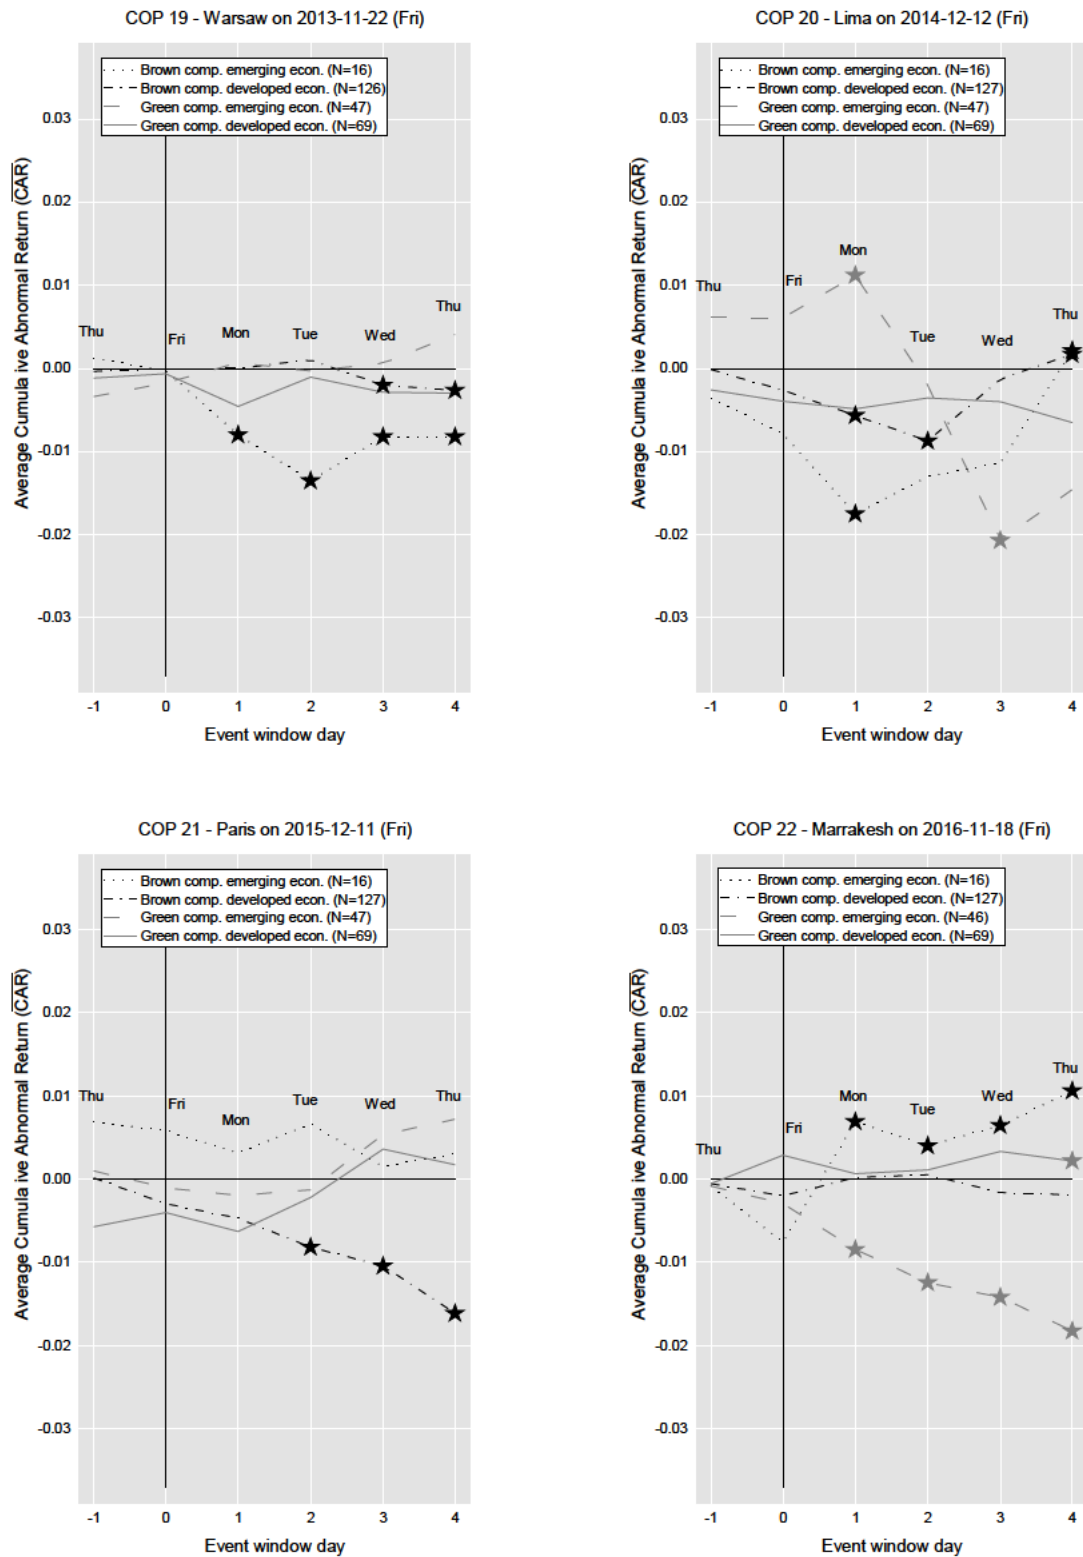 COP 19 - Warsaw on 2013-11-22 (Fri)
Brown comp. emerging econ. (N=16)
Brown comp. developed econ. (N=126)
Green comp. emerging econ. (N=47)
Green comp. developed econ. (N=69)
Average Cumula ive Abnormal Return (CAR)
0.03
0.02
0.01
0.00
-0.01
-0.02
-0.03
Thu
Fri
Mon
Tue
Wed
Thu
-1 0 1 2 3 4
Event window day
COP 20 - Lima on 2014-12-12 (Fri)
Brown comp. emerging econ. (N=16)
Brown comp. developed econ. (N=127)
Green comp. emerging econ. (N=47)
Green comp. developed econ. (N=69)
Average Cumula ive Abnormal Return (CAR)
0.03
0.02
0.01
0.00
-0.01
-0.02
-0.03
Thu
Fri
Mon
Tue
Wed
Thu
-1 0 1 2 3 4
Event window day
COP 21 - Paris on 2015-12-11 (Fri)
Brown comp. emerging econ. (N=16)
Brown comp. developed econ. (N=127)
Green comp. emerging econ. (N=47)
Green comp. developed econ. (N=69)
Average Cumula ive Abnormal Return (CAR)
0.03
0.02
0.01
0.00
-0.01
-0.02
-0.03
Thu
Fri
Mon
Tue
Wed
Thu
-1 0 1 2 3 4
Event window day
COP 22 - Marrakesh on 2016-11-18 (Fri)
Brown comp. emerging econ. (N=16)
Brown comp. developed econ. (N=127)
Green comp. emerging econ. (N=46)
Green comp. developed econ. (N=69)
Average Cumula ive Abnormal Return (CAR)
0.03
0.02
0.01
0.00
-0.01
-0.02
-0.03
Thu
Fri
Mon
Tue
Wed
Thu
-1 0 1 2 3 4
Event window day